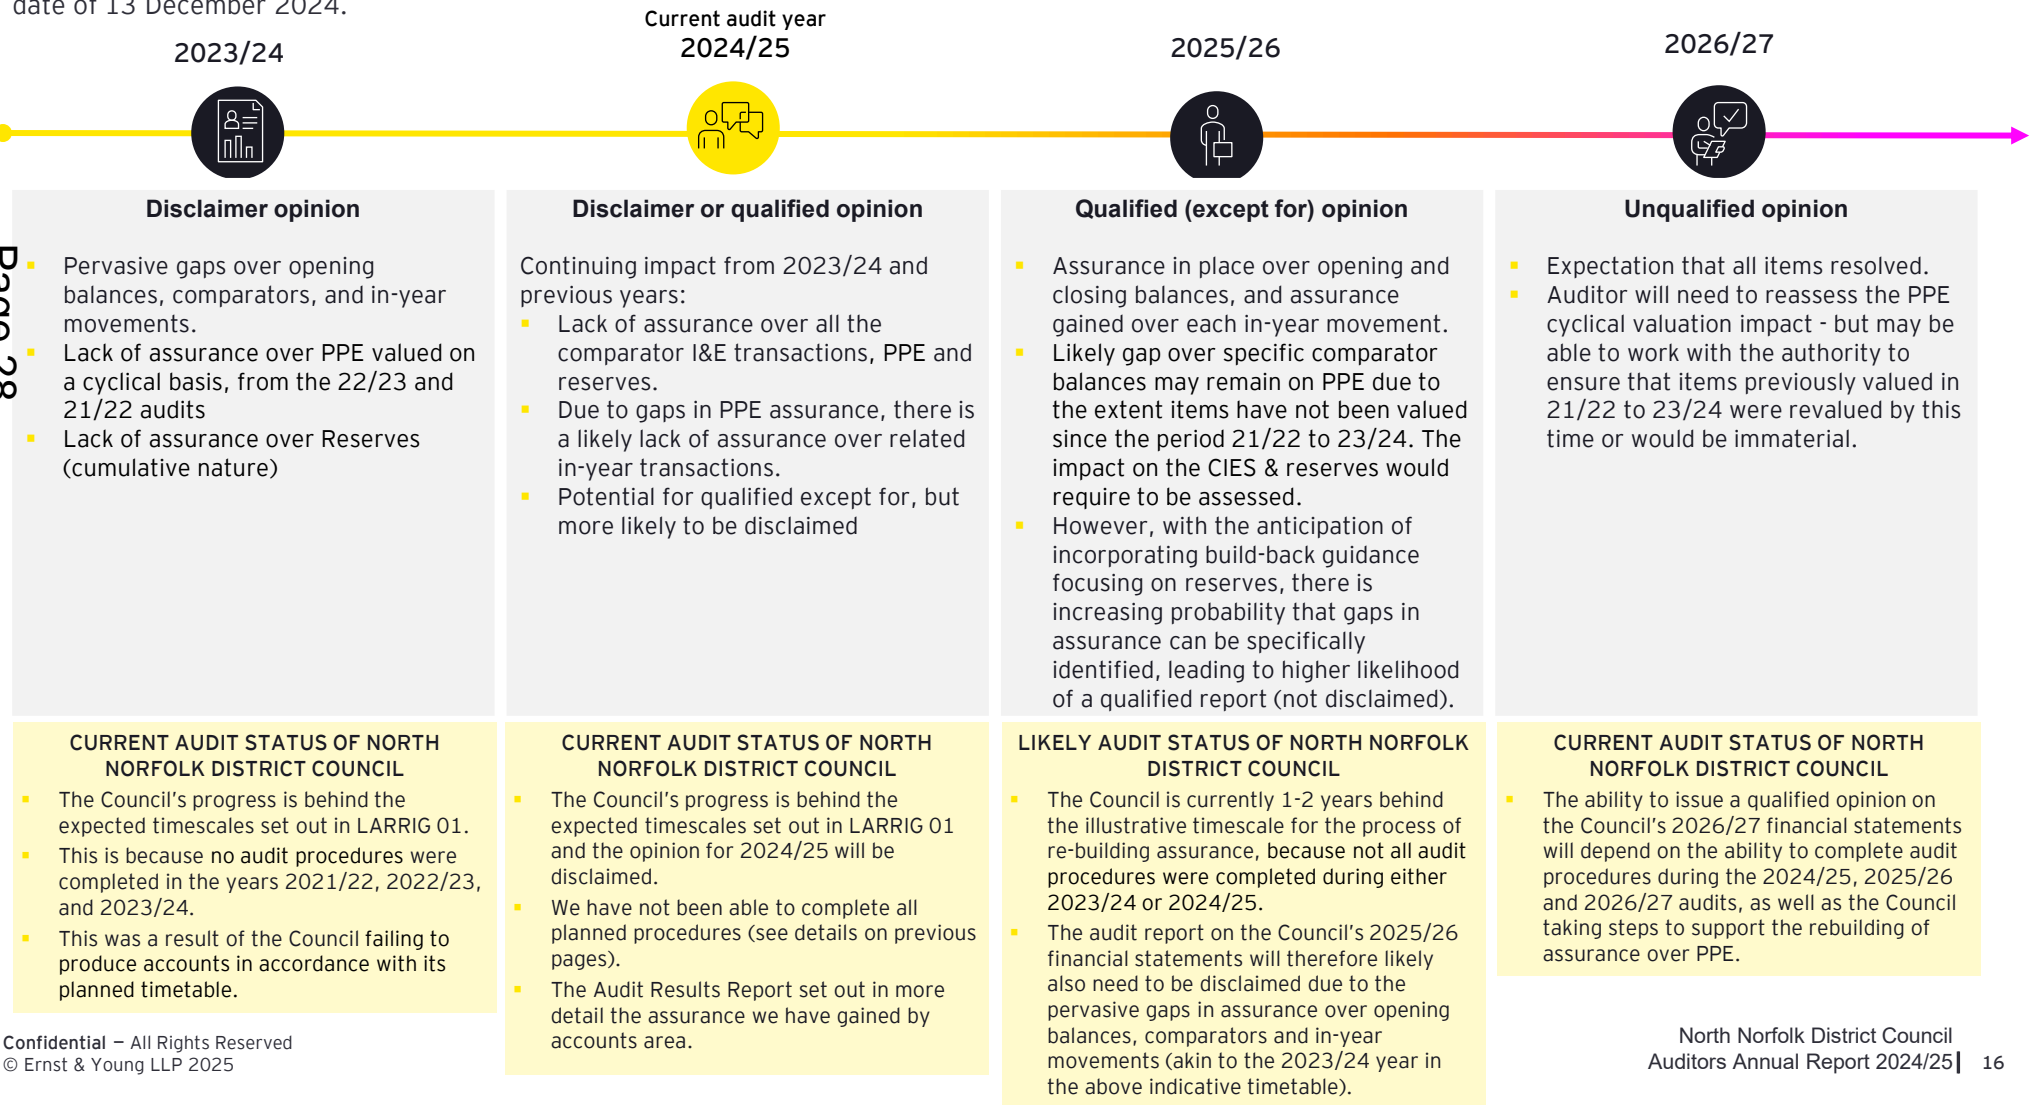 date of 13 December 2024.
2023/24
Current audit year
2024/25
2025/26
2026/27
Page 28
Disclaimer opinion
▪ Pervasive gaps over opening
balances, comparators, and in-year
movements.
▪ Lack of assurance over PPE valued on
a cyclical basis, from the 22/23 and
21/22 audits
▪ Lack of assurance over Reserves
(cumulative nature)
Disclaimer or qualified opinion
Continuing impact from 2023/24 and
previous years:
▪ Lack of assurance over all the
comparator I&E transactions, PPE and
reserves.
▪ Due to gaps in PPE assurance, there is
a likely lack of assurance over related
in-year transactions.
▪ Potential for qualified except for, but
more likely to be disclaimed
Qualified (except for) opinion
▪ Assurance in place over opening and
closing balances, and assurance
gained over each in-year movement.
▪ Likely gap over specific comparator
balances may remain on PPE due to
the extent items have not been valued
since the period 21/22 to 23/24. The
impact on the CIES & reserves would
require to be assessed.
▪ However, with the anticipation of
incorporating build-back guidance
focusing on reserves, there is
increasing probability that gaps in
assurance can be specifically
identified, leading to higher likelihood
of a qualified report (not disclaimed).
Unqualified opinion
▪ Expectation that all items resolved.
▪ Auditor will need to reassess the PPE
cyclical valuation impact - but may be
able to work with the authority to
ensure that items previously valued in
21/22 to 23/24 were revalued by this
time or would be immaterial.
CURRENT AUDIT STATUS OF NORTH
NORFOLK DISTRICT COUNCIL
▪ The Council's progress is behind the
expected timescales set out in LARRIG 01.
▪ This is because no audit procedures were
completed in the years 2021/22, 2022/23,
and 2023/24.
▪ This was a result of the Council failing to
produce accounts in accordance with its
planned timetable.
CURRENT AUDIT STATUS OF NORTH
NORFOLK DISTRICT COUNCIL
▪ The Council's progress is behind the
expected timescales set out in LARRIG 01
and the opinion for 2024/25 will be
disclaimed.
▪ We have not been able to complete all
planned procedures (see details on previous
pages).
▪ The Audit Results Report set out in more
detail the assurance we have gained by
accounts area.
LIKELY AUDIT STATUS OF NORTH NORFOLK
DISTRICT COUNCIL
▪ The Council is currently 1-2 years behind
the illustrative timescale for the process of
re-building assurance, because not all audit
procedures were completed during either
2023/24 or 2024/25.
▪ The audit report on the Council's 2025/26
financial statements will therefore likely
also need to be disclaimed due to the
pervasive gaps in assurance over opening
balances, comparators and in-year
movements (akin to the 2023/24 year in
the above indicative timetable).
CURRENT AUDIT STATUS OF NORTH
NORFOLK DISTRICT COUNCIL
▪ The ability to issue a qualified opinion on
the Council's 2026/27 financial statements
will depend on the ability to complete audit
procedures during the 2024/25, 2025/26
and 2026/27 audits, as well as the Council
taking steps to support the rebuilding of
assurance over PPE.
Confidential — All Rights Reserved
© Ernst & Young LLP 2025
North Norfolk District Council
Auditors Annual Report 2024/25| 16